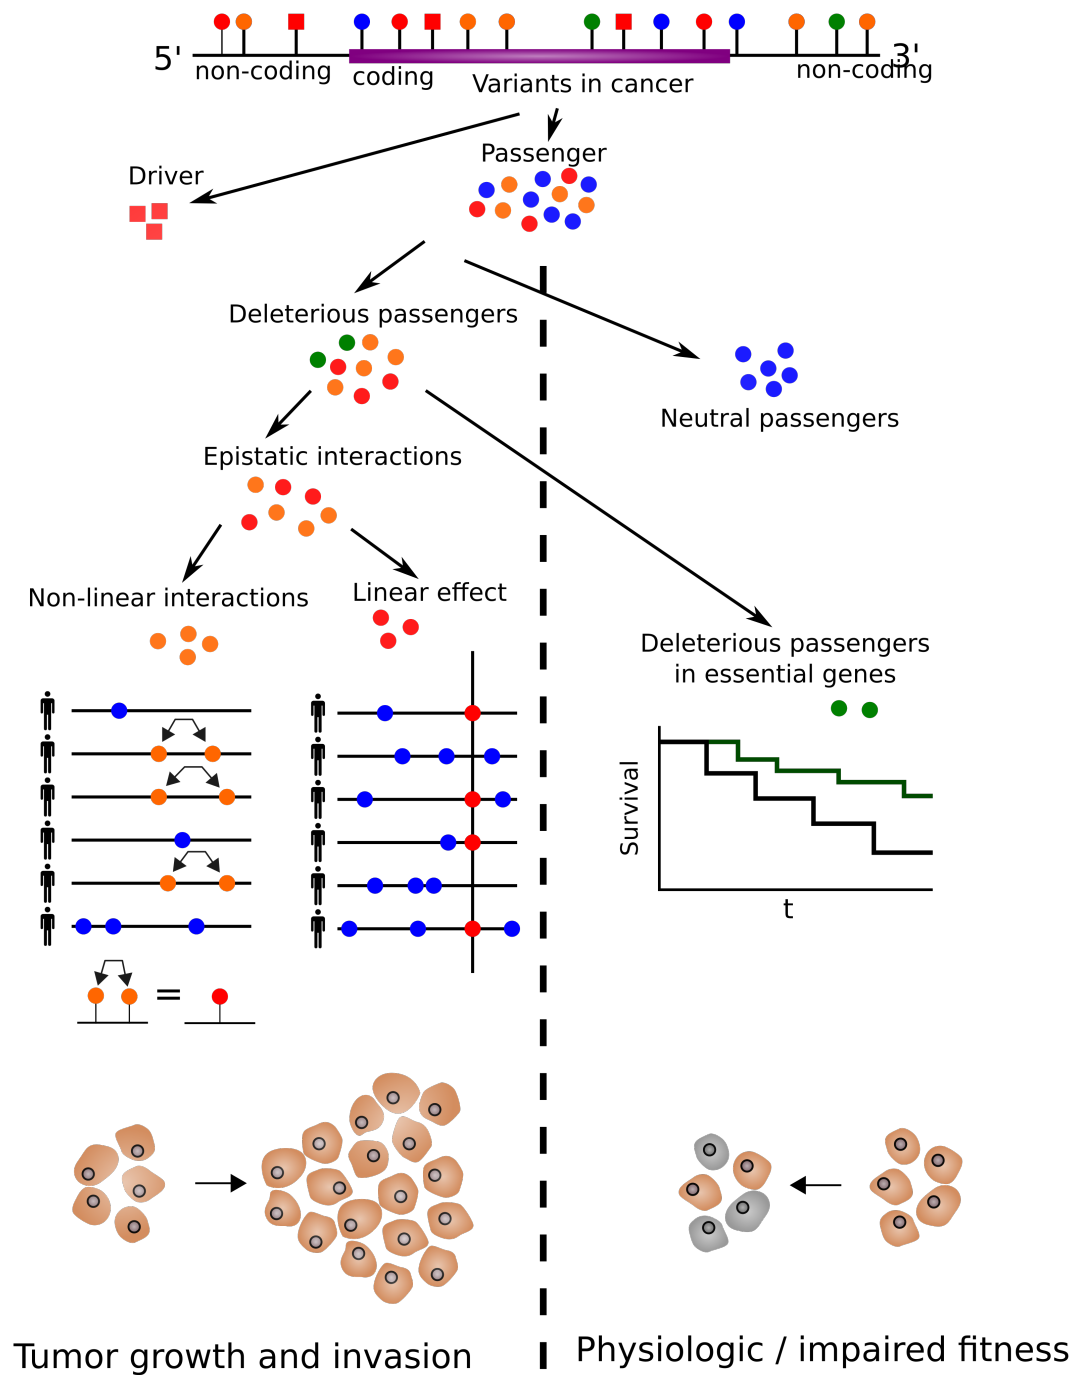 5'
3'
non-coding
coding
non-coding
Variants in cancer
Passenger
Driver
Deleterious passengers
Neutral passengers
Epistatic interactions
Non-linear interactions
Linear effect
Deleterious passengers
in essential genes
Survival
t
=
Tumor growth and invasion
Physiologic / impaired fitness